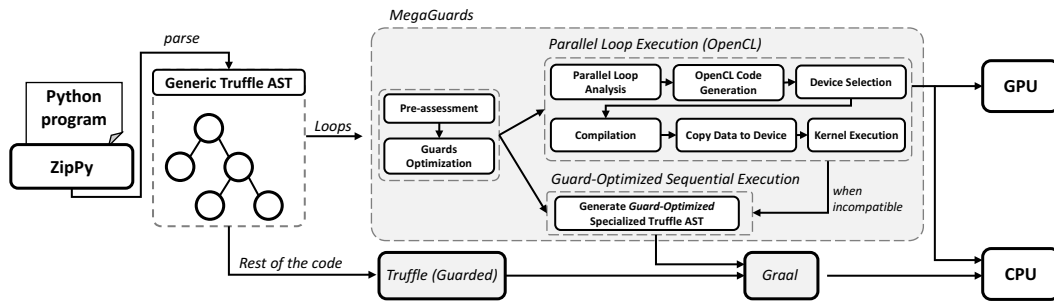 MegaGuards
parse
Parallel Loop Execution (OpenCL)
Generic Truffle AST
Python
program
ZipPy
Loops
Pre-assessment
Guards
Optimization
Parallel Loop
Analysis
OpenCL Code
Generation
Device Selection
Compilation
Copy Data to Device
Kernel Execution
GPU
Guard-Optimized Sequential Execution
when
incompatible
Generate Guard-Optimized
Specialized Truffle AST
Rest of the code
Truffle (Guarded)
Graal
CPU